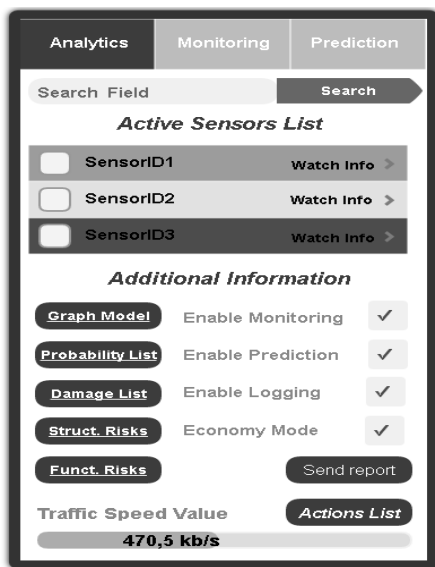 Analytics Monitoring Prediction
Search Field Search
Active Sensors List
SensorID1 Watch Info >
SensorID2 Watch Info >
SensorID3 Watch Info >
Additional Information
Graph Model Enable Monitoring ✓
Probability List Enable Prediction ✓
Damage List Enable Logging ✓
Struct. Risks Economy Mode ✓
Funct. Risks Send report
Traffic Speed Value Actions List
470,5 kb/s